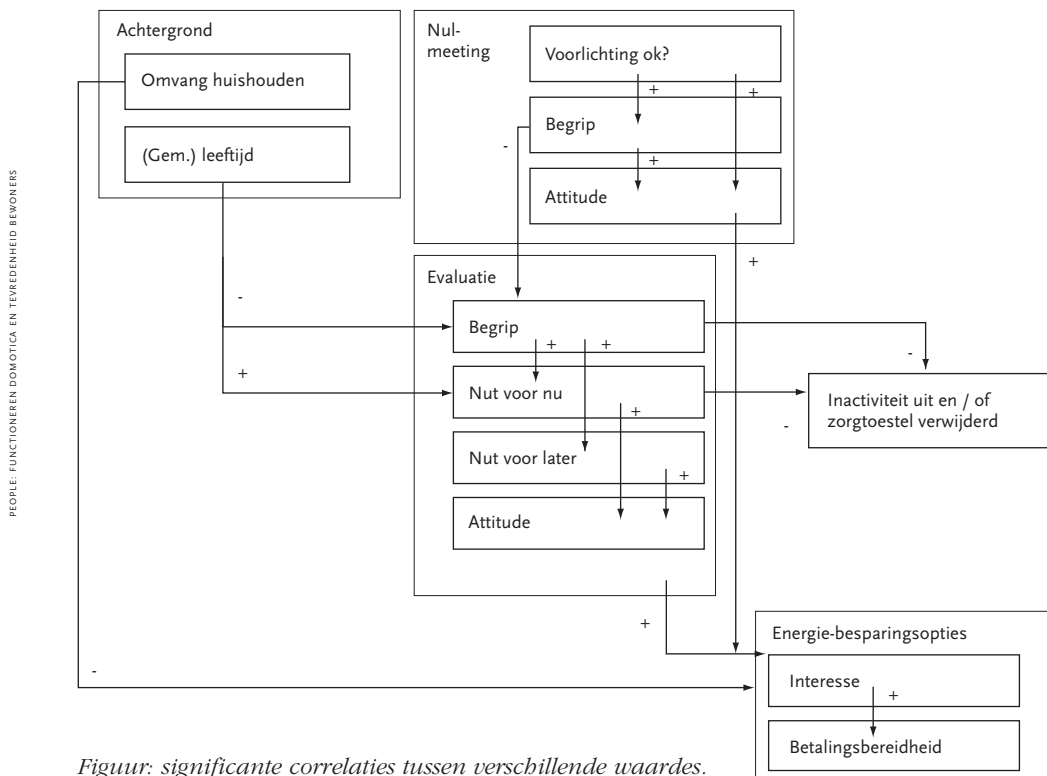 PEOPLE: FUNCTIONEREN DOMOTICA EN TEVREDENHEID BEWONERS
Achtergrond
Omvang huishouden
(Gem.) leeftijd
Nul-
meeting
Voorlichting ok?
+
+
Begrip
-
+
Attitude
+
Evaluatie
-
Begrip
+
+
-
+
Nut voor nu
+
-
Inactiviteit uit en / of
zorgtoestel verwijderd
Nut voor later
+
Attitude
+
Energie-besparingsopties
-
Interesse
+
Betalingsbereidheid
Figuur: significante correlaties tussen verschillende waardes.